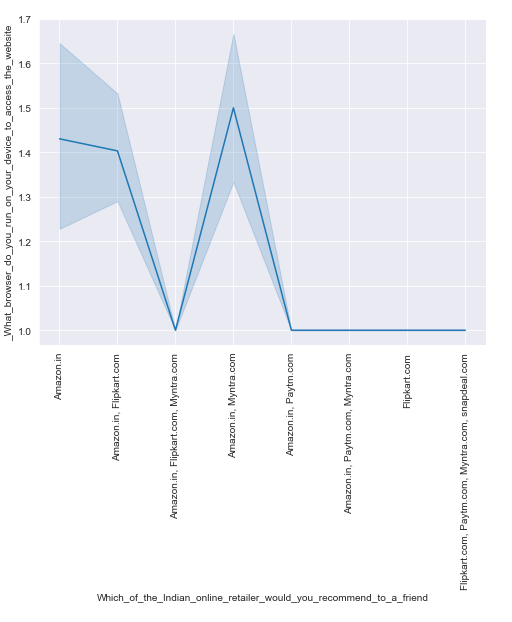 _What_browser_do_you_run_on_your_device_to_access_the_website
1.7
1.6
1.5
1.4
1.3
1.2
1.1
1.0
Amazon.in
Amazon.in, Flipkart.com
Amazon.in, Flipkart.com, Myntra.com
Amazon.in, Myntra.com
Amazon.in, Paytm.com
Amazon.in, Paytm.com, Myntra.com
Flipkart.com
Flipkart.com, Paytm.com, Myntra.com, snapdeal.com
Which_of_the_Indian_online_retailer_would_you_recommend_to_a_friend